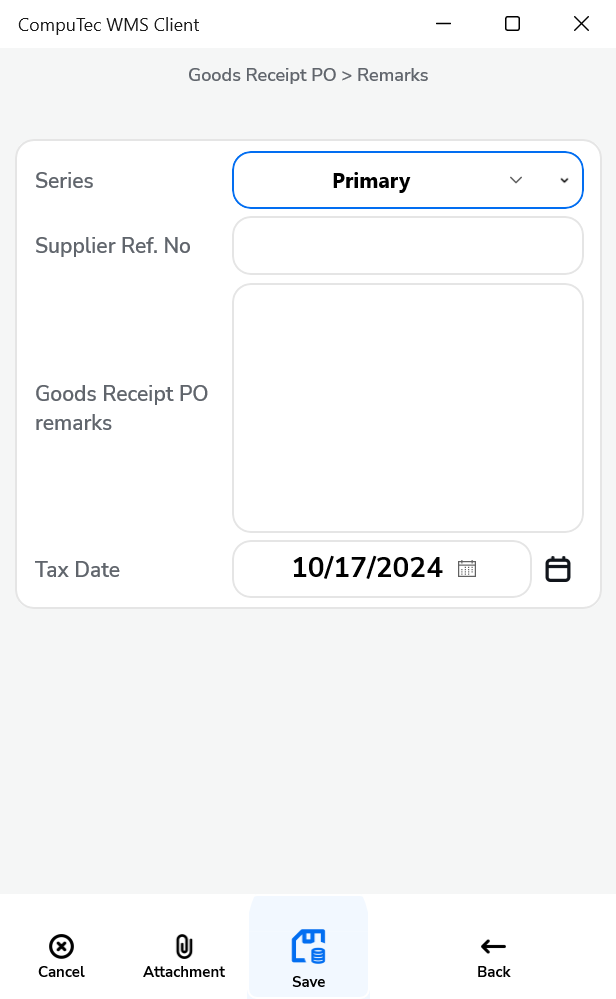 CompuTec WMS Client
Goods Receipt PO > Remarks
Series
Primary
Supplier Ref. No
Goods Receipt PO
remarks
Tax Date
10/17/2024
Cancel
Attachment
Save
Back